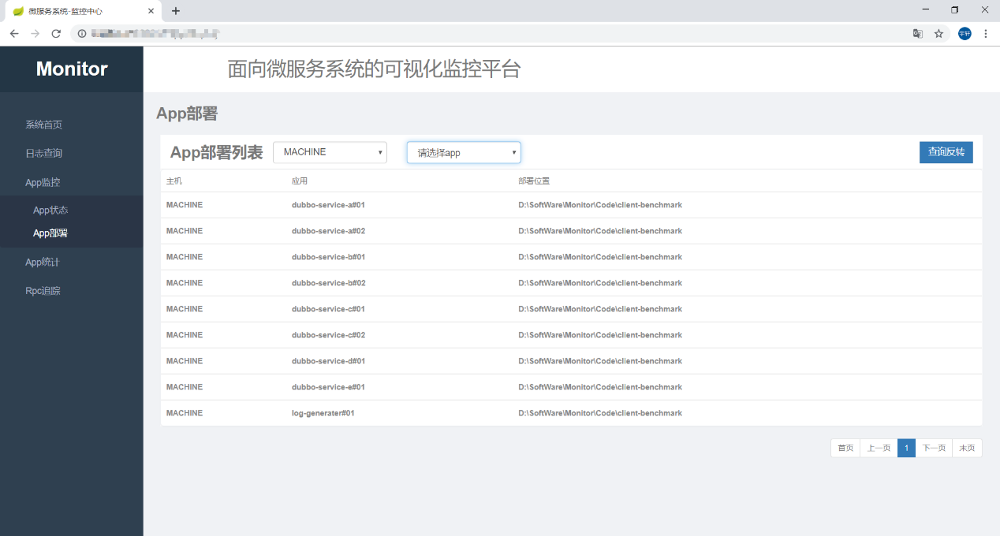 微服务系统-监控中心
宇轩
Monitor
面向微服务系统的可视化监控平台
系统首页
日志查询
App监控
App状态
App部署
App统计
Rpc追踪
App部署
App部署列表 MACHINE 请选择app 查询反转
主机 应用 部署位置
MACHINE dubbo-service-a#01 D:\SoftWare\Monitor\Code\client-benchmark
MACHINE dubbo-service-a#02 D:\SoftWare\Monitor\Code\client-benchmark
MACHINE dubbo-service-b#01 D:\SoftWare\Monitor\Code\client-benchmark
MACHINE dubbo-service-b#02 D:\SoftWare\Monitor\Code\client-benchmark
MACHINE dubbo-service-c#01 D:\SoftWare\Monitor\Code\client-benchmark
MACHINE dubbo-service-c#02 D:\SoftWare\Monitor\Code\client-benchmark
MACHINE dubbo-service-d#01 D:\SoftWare\Monitor\Code\client-benchmark
MACHINE dubbo-service-e#01 D:\SoftWare\Monitor\Code\client-benchmark
MACHINE log-generater#01 D:\SoftWare\Monitor\Code\client-benchmark
首页 上一页 1 下一页 末页